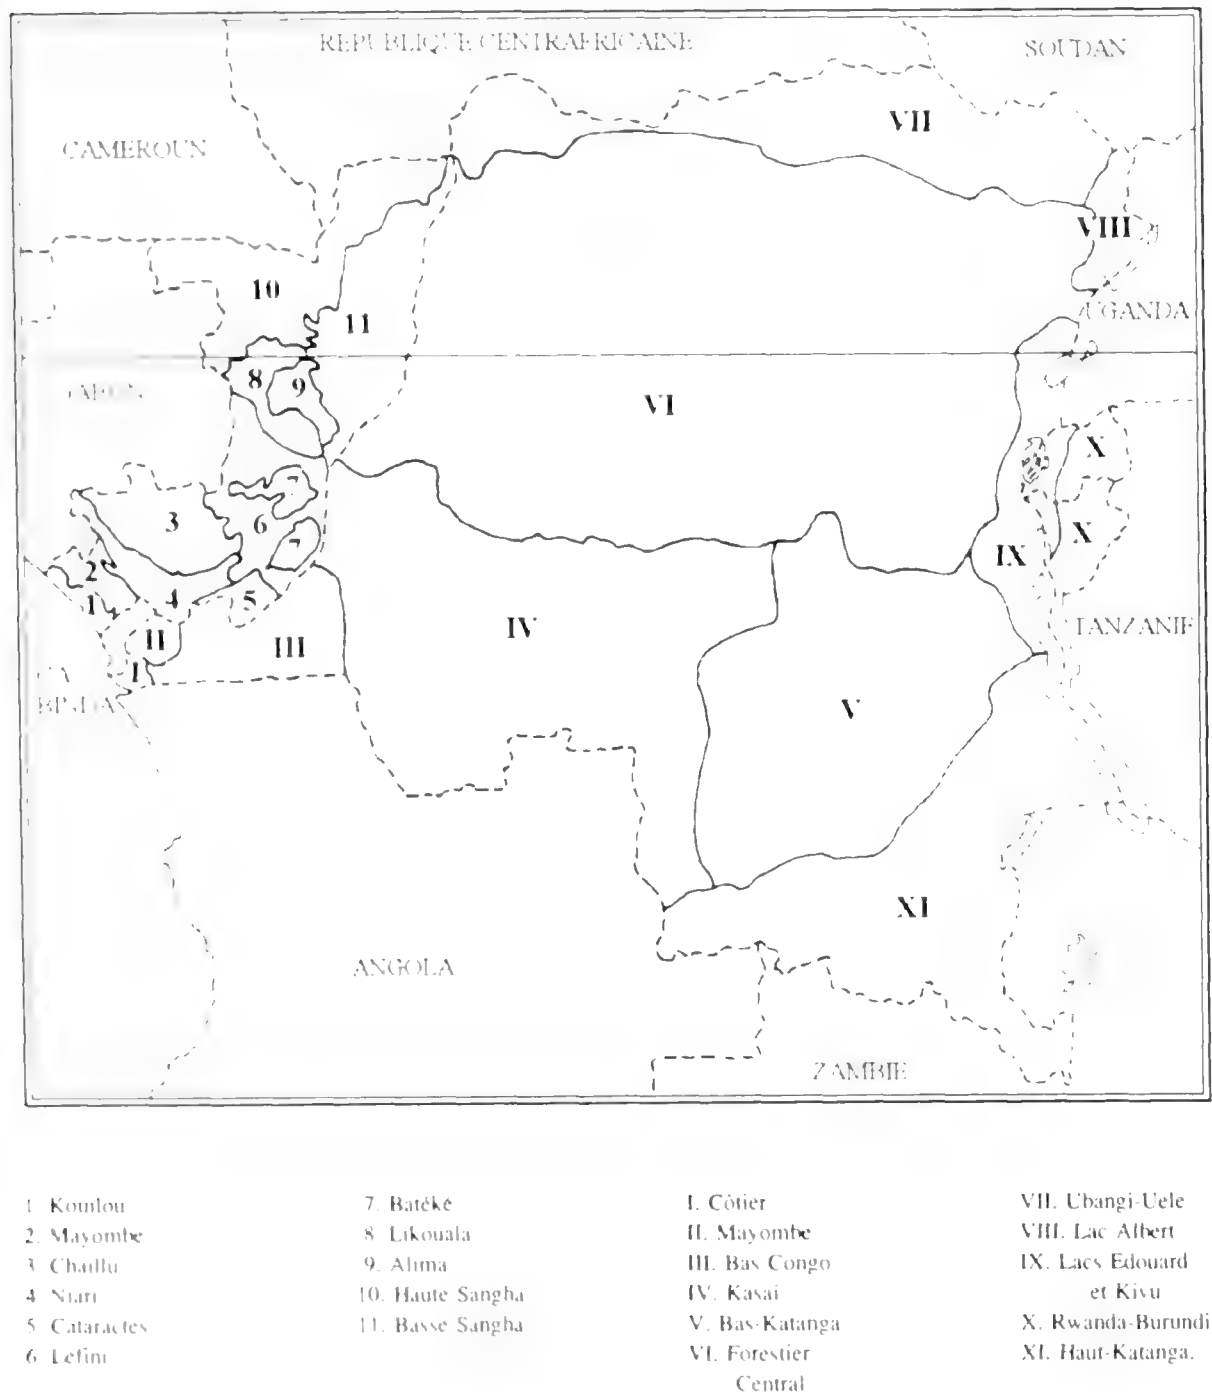 REPUBLIQUE CENTRAFRICAINE
SOUDAN
VII
CAMEROUN
VIII
10
UGANDA
11
8
9
VI
X
3
6
7
7
X
2
IX
1
4
5
II
III
IV
TANZANIE
I
V
XI
ANGOLA
ZAMBIE
1 Kouilou
2. Mayombe
3 Chaillu
4 Niari
5 Cataractes
6 Lefini
7. Batéké
8 Likouala
9. Alima
10. Haute Sangha
11. Basse Sangha
I. Côtier
II. Mayombe
III. Bas Congo
IV. Kasai
V. Bas-Katanga
VI. Forestier
Central
VII. Ubangi-Uele
VIII. Lac Albert
IX. Lacs Edouard
et Kivu
X. Rwanda-Burundi
XI. Haut-Katanga.